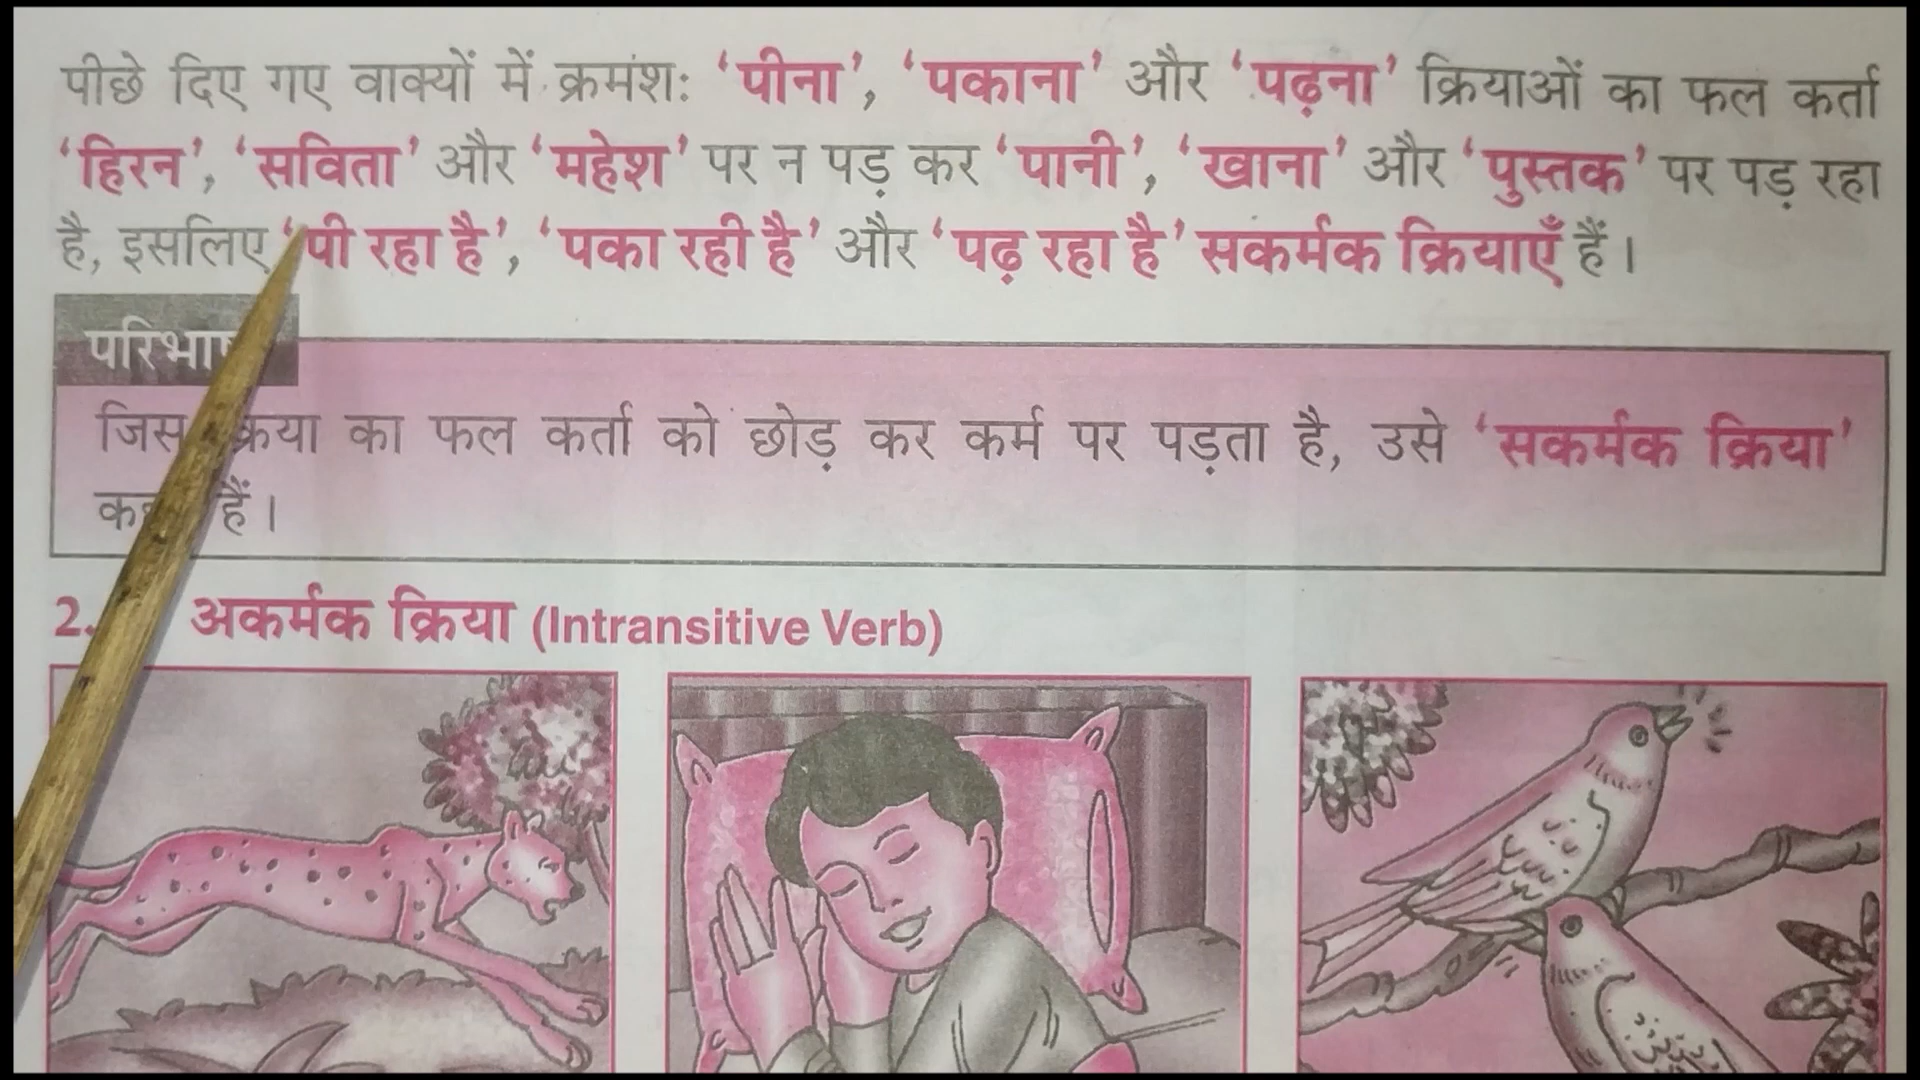 पीछे दिए गए वाक्यों में क्रमंशः ‘पीना’, ‘पकाना’ और ‘पढ़ना’ क्रियाओं का फल कर्ता
‘हिरन’, ‘सविता’ और ‘महेश’ पर न पड़ कर ‘पानी’, ‘खाना’ और ‘पुस्तक’ पर पड़ रहा
है, इसलिए ‘पी रहा है’, ‘पका रही है’ और ‘पढ़ रहा है’ सकर्मक क्रियाएँ हैं।
जिस का फल कर्ता को छोड़ कर कर्म पर पड़ता है, उसे ‘सकर्मक क्रिया’
हैं।
2. अकर्मक क्रिया (Intransitive Verb)